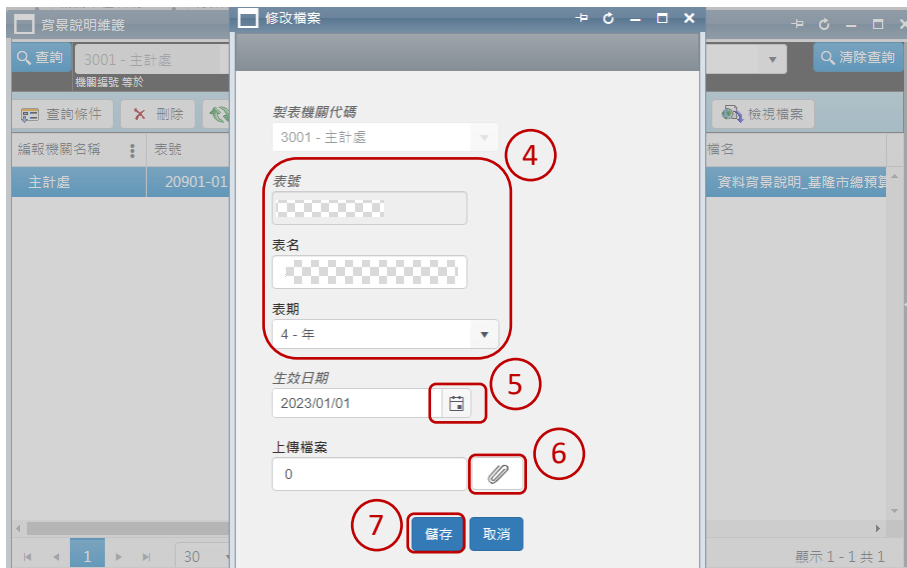 背景說明維護
修改檔案
查詢
3001 - 主計處
機關編號 等於
清除查詢
查詢條件
刪除
檢視檔案
編報機關名稱
表號
檔名
主計處
20901-01
資料背景說明_基隆市總預算
製表機關代碼
3001 - 主計處
4
表號
表名
表期
4 - 年
生效日期
5
2023/01/01
上傳檔案
6
0
7
儲存
取消
1
30
顯示 1 - 1 共 1